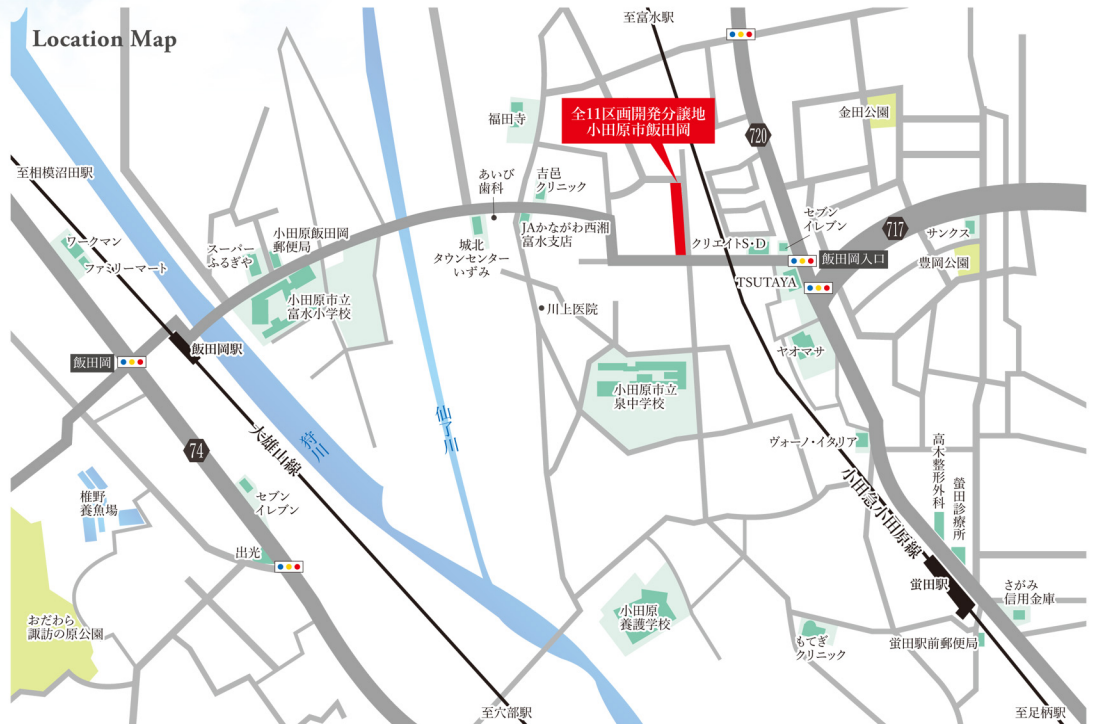 Location Map
至富水駅
全11区画開発分譲地
小田原市飯田岡
福田寺
金田公園
720
至相模沼田駅
あいび
歯科
吉邑
クリニック
ワークマン
ファミリーマート
スーパー
ふるぎや
小田原飯田岡
郵便局
城北
タウンセンター
いずみ
JAかながわ西湘
富水支店
クリエイトS・D
セブン
イレブン
717
サンクス
飯田岡入口
豊岡公園
TSUTAYA
小田原市立
富水小学校
川上医院
飯田岡駅
飯田岡
ヤオマサ
小田原市立
泉中学校
仙了川
狩川
大雄山線
74
ヴォーノ・イタリア
高木整形外科
螢田診療所
小田急小田原線
椎野
養魚場
セブン
イレブン
出光
螢田駅
さがみ
信用金庫
おだわら
諏訪の原公園
小田原
養護学校
もてぎ
クリニック
螢田駅前郵便局
至穴部駅
至足柄駅